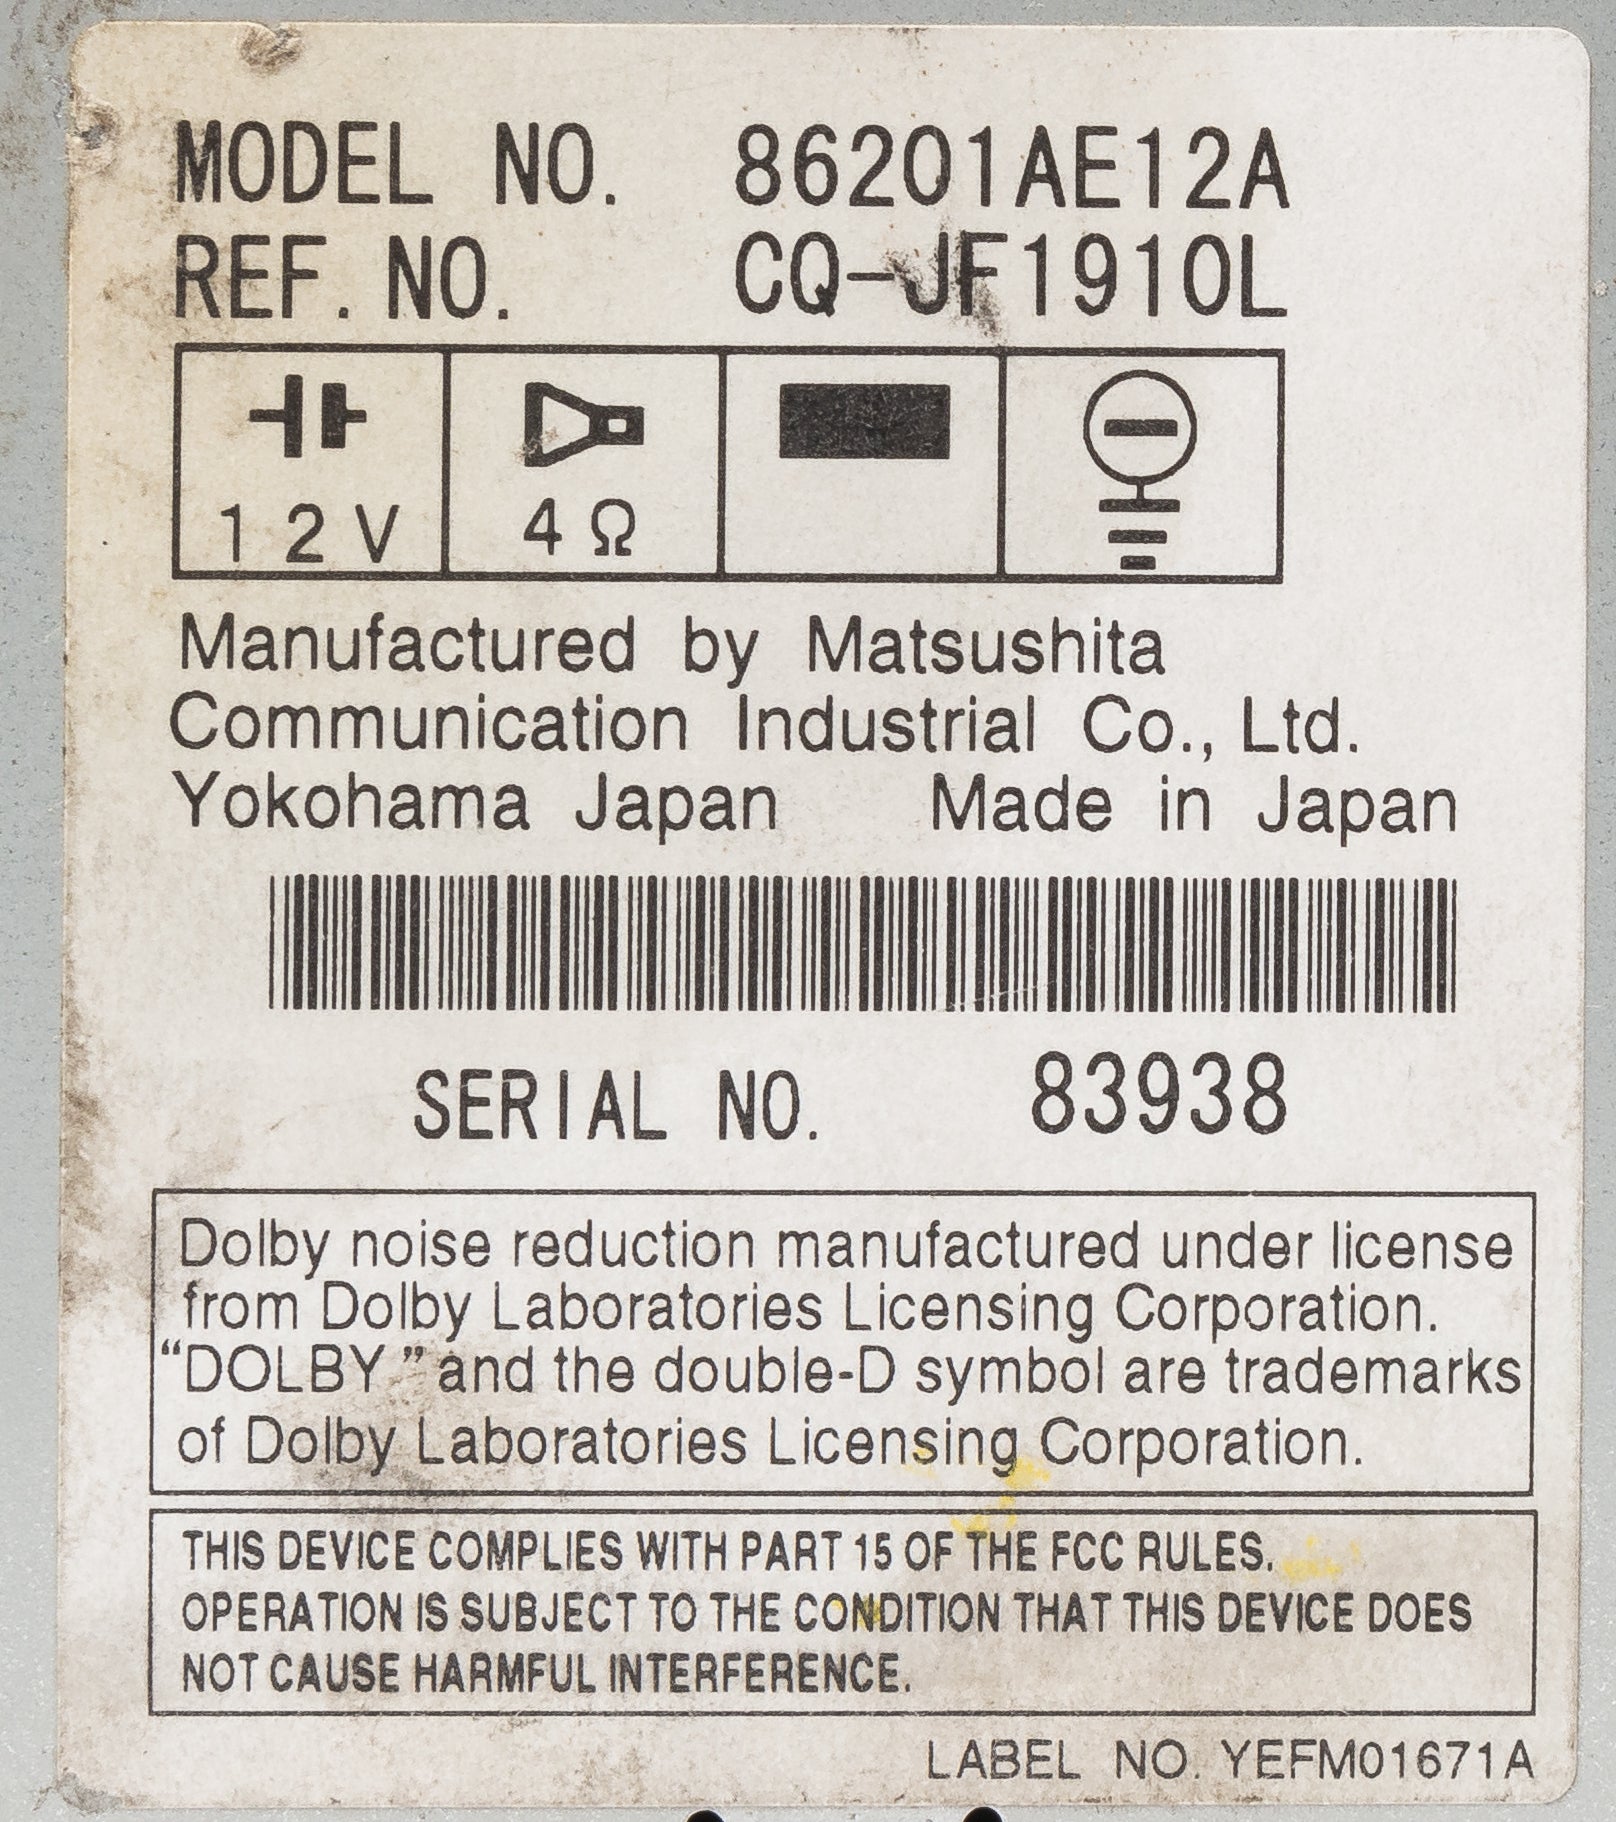 MODEL NO. 86201AE12A
REF. NO. CQ-JF1910L
12V 4Ω
Manufactured by Matsushita
Communication Industrial Co., Ltd.
Yokohama Japan Made in Japan
SERIAL NO. 83938
Dolby noise reduction manufactured under license
from Dolby Laboratories Licensing Corporation.
“DOLBY ” and the double-D symbol are trademarks
of Dolby Laboratories Licensing Corporation.
THIS DEVICE COMPLIES WITH PART 15 OF THE FCC RULES.
OPERATION IS SUBJECT TO THE CONDITION THAT THIS DEVICE DOES
NOT CAUSE HARMFUL INTERFERENCE.
LABEL NO. YEFM01671A